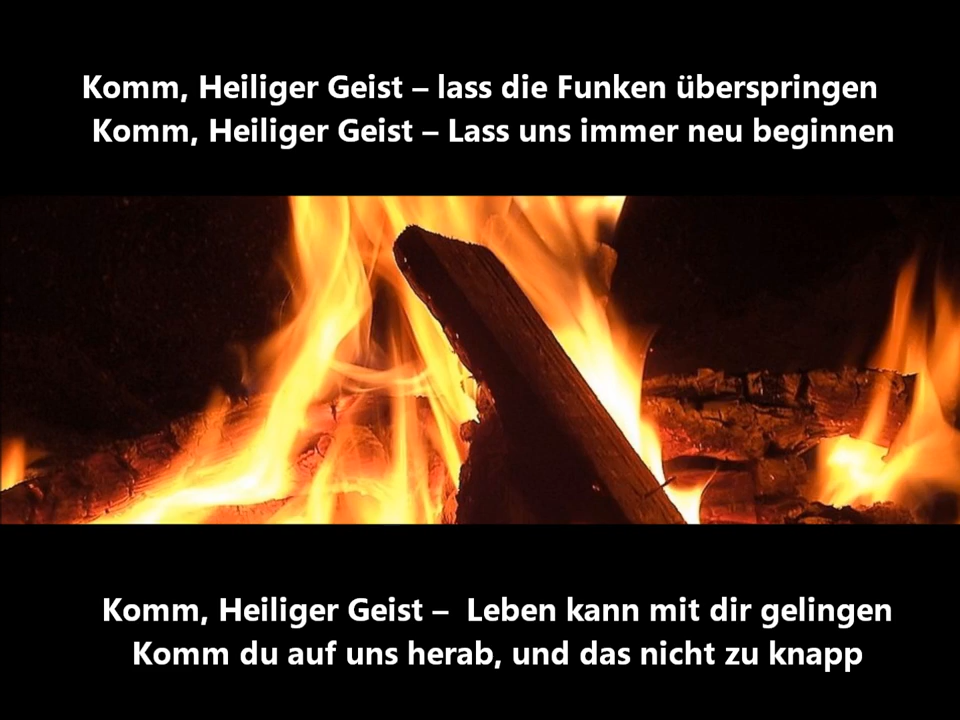 Komm, Heiliger Geist – lass die Funken überspringen
Komm, Heiliger Geist – Lass uns immer neu beginnen
Komm, Heiliger Geist – Leben kann mit dir gelingen
Komm du auf uns herab, und das nicht zu knapp